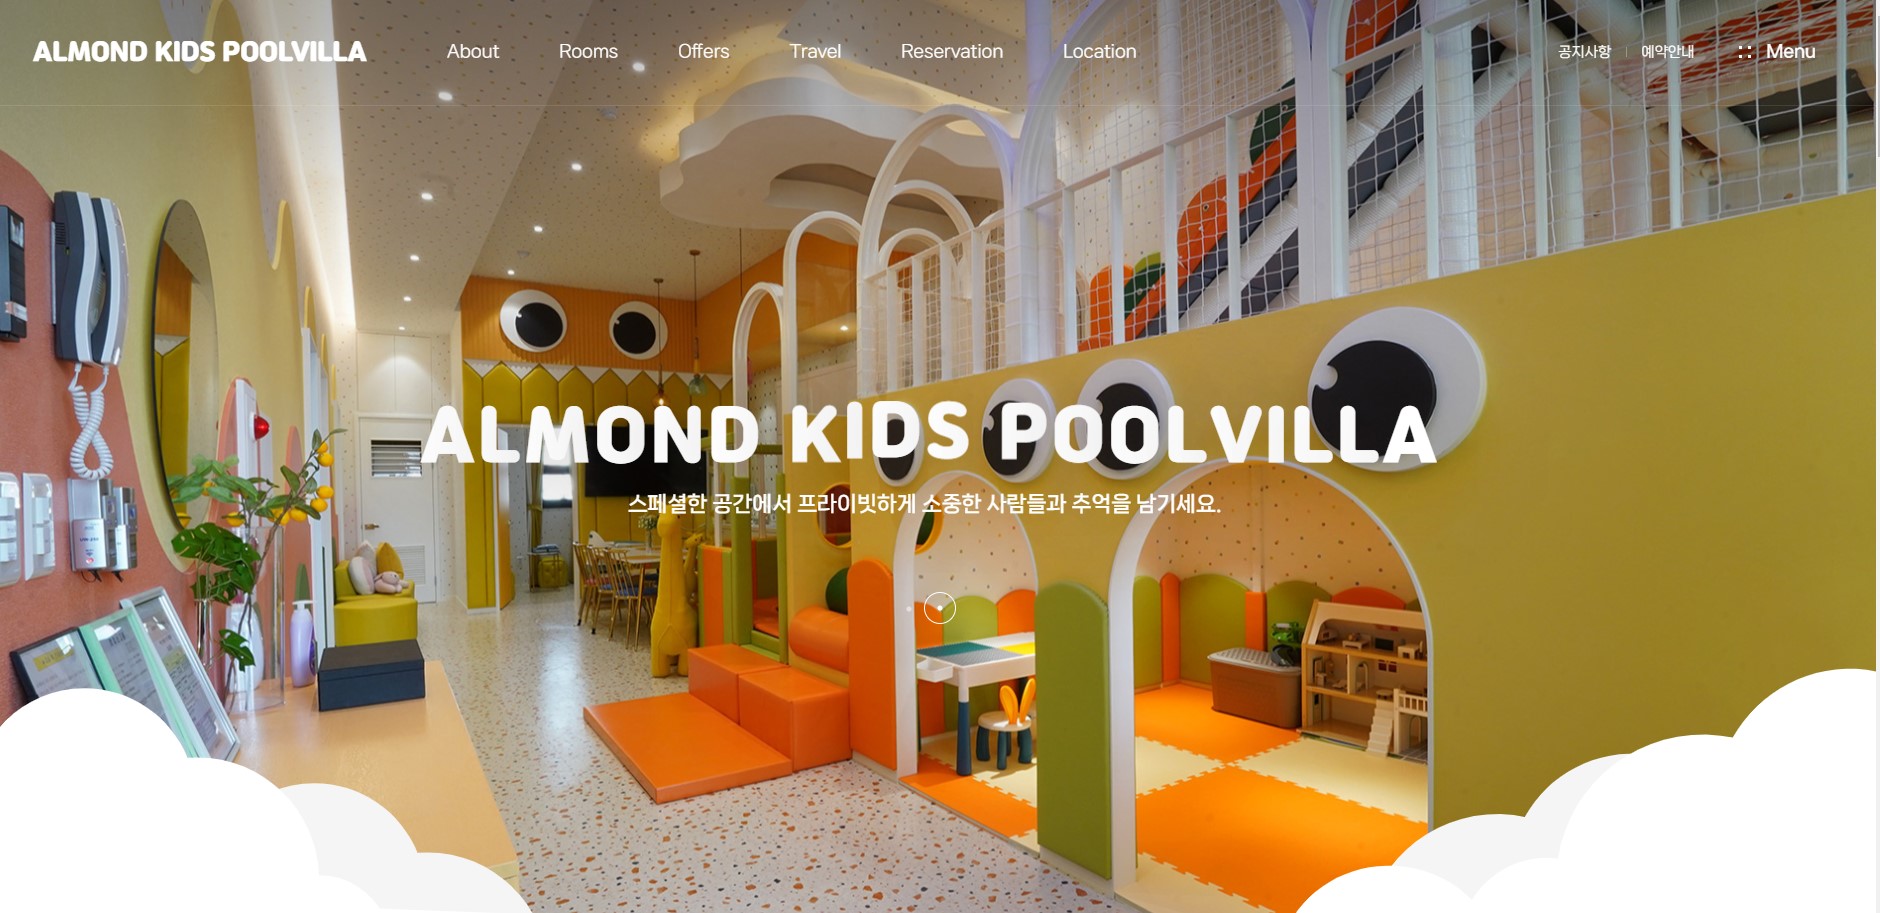 ALMOND KIDS POOLVILLA
About
Rooms
Offers
Travel
Reservation
Location
공지사항
예약안내
Menu
ALMOND KIDS POOLVILLA
스페셜한 공간에서 프라이빗하게 소중한 사람들과 추억을 남기세요.